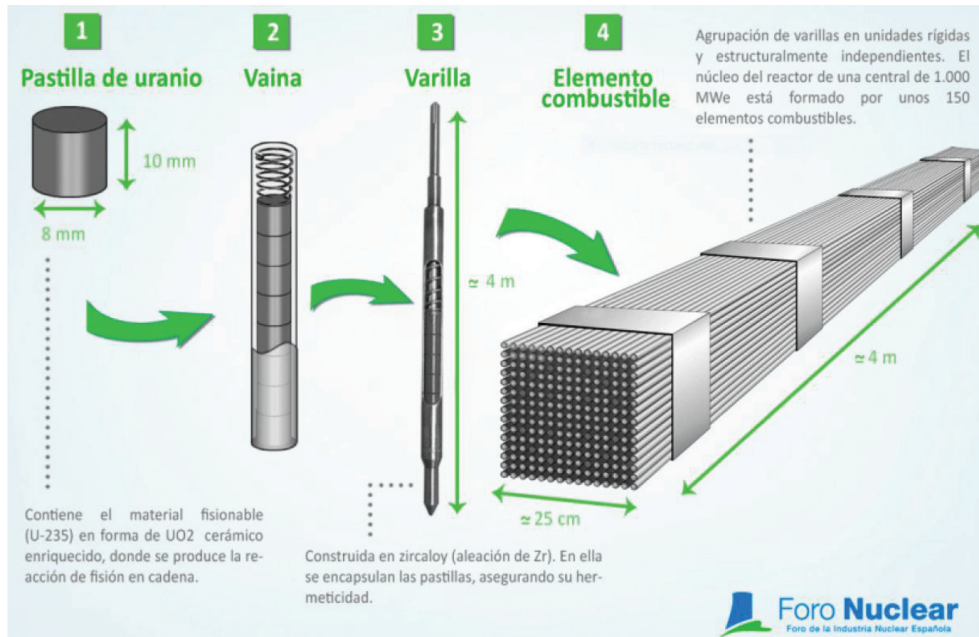 1
Pastilla de uranio
10 mm
8 mm
Contiene el material fisionable
(U-235) en forma de UO2 cerámico
enriquecido, donde se produce la re-
acción de fisión en cadena.
2
Vaina
3
Varilla
≃ 4 m
Construida en zircaloy (aleación de Zr). En ella
se encapsulan las pastillas, asegurando su her-
meticidad.
4
Elemento
combustible
Agrupación de varillas en unidades rígidas
y estructuralmente independientes. El
núcleo del reactor de una central de 1.000
MWe está formado por unos 150
elementos combustibles.
≃ 4 m
≃ 25 cm
Foro Nuclear
Foro de la Industria Nuclear Española